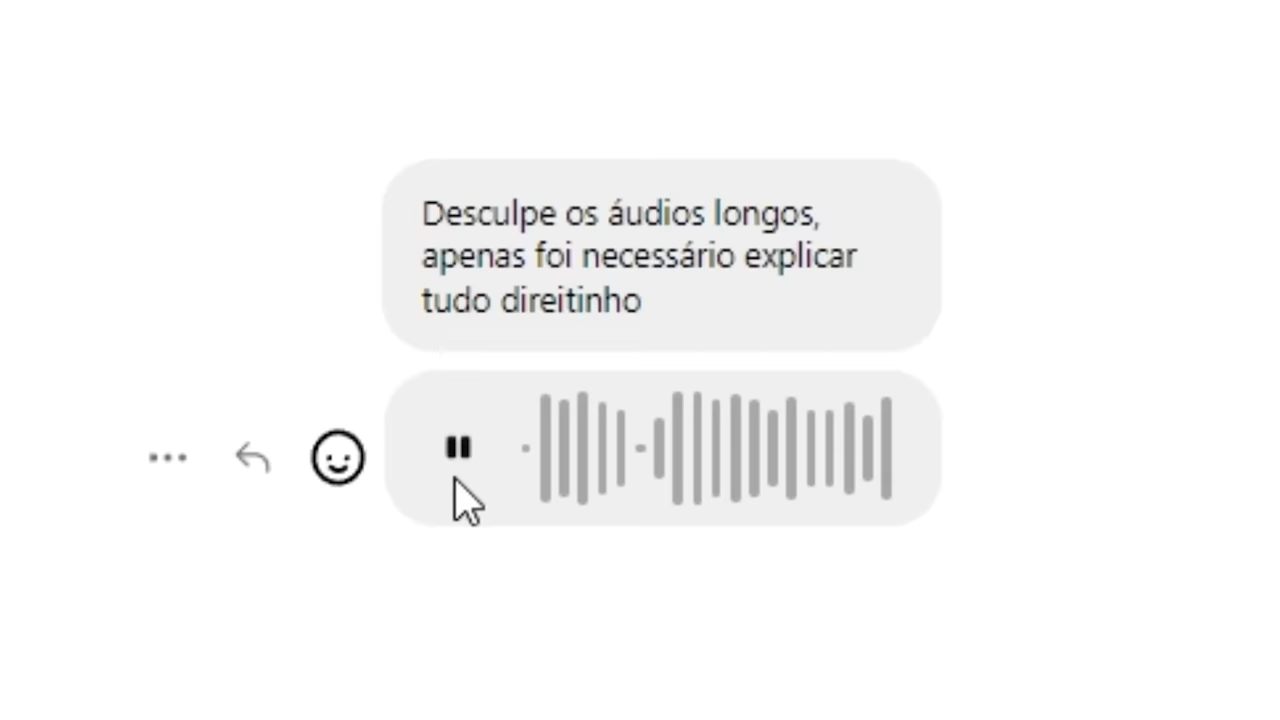 Desculpe os áudios longos,
apenas foi necessário explicar
tudo direitinho